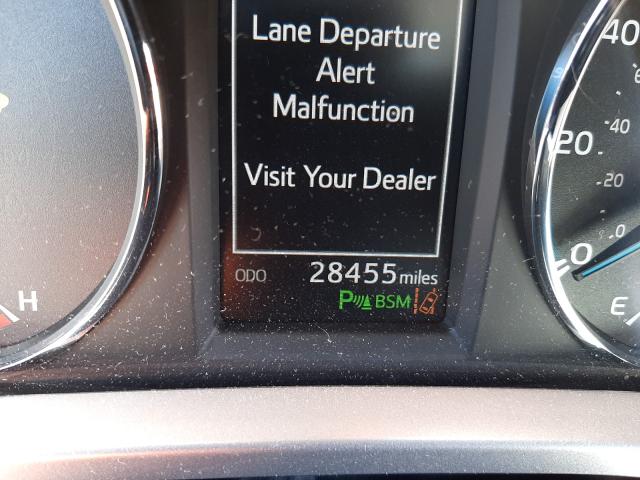 Lane Departure
Alert
Malfunction
Visit Your Dealer
ODO 28455 miles
P BSM
H
40
20
0
-40
-20
0
E